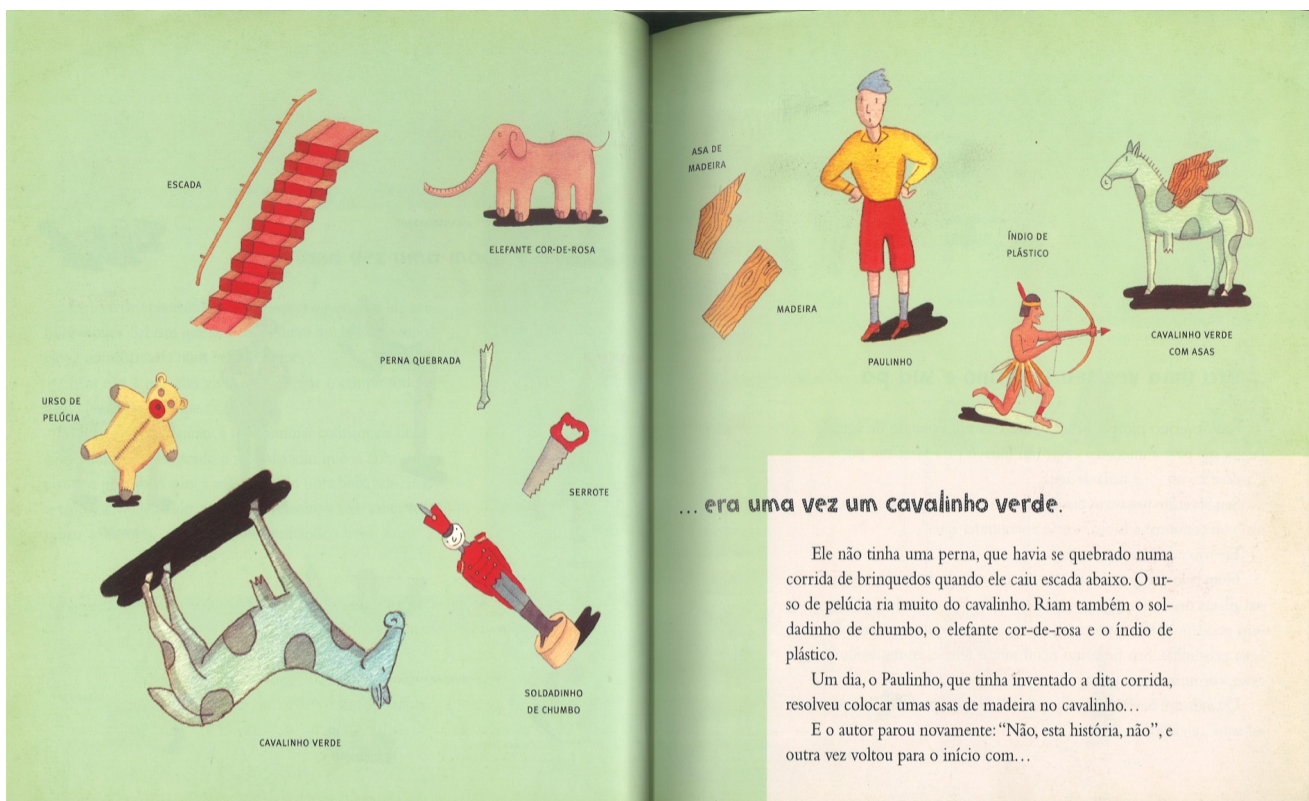 ESCADA
ELEFANTE COR-DE-ROSA
PERNA QUEBRADA
URSO DE
PELÚCIA
SERROTE
SOLDADINHO
DE CHUMBO
CAVALINHO VERDE
ASA DE
MADEIRA
MADEIRA
PAULINHO
ÍNDIO DE
PLÁSTICO
CAVALINHO VERDE
COM ASAS
... era uma vez um cavalinho verde.
Ele não tinha uma perna, que havia se quebrado numa
corrida de brinquedos quando ele caiu escada abaixo. O ur-
so de pelúcia ria muito do cavalinho. Riam também o sol-
dadinho de chumbo, o elefante cor-de-rosa e o índio de
plástico.
Um dia, o Paulinho, que tinha inventado a dita corrida,
resolveu colocar umas asas de madeira no cavalinho...
E o autor parou novamente: “Não, esta história, não”, e
outra vez voltou para o início com...